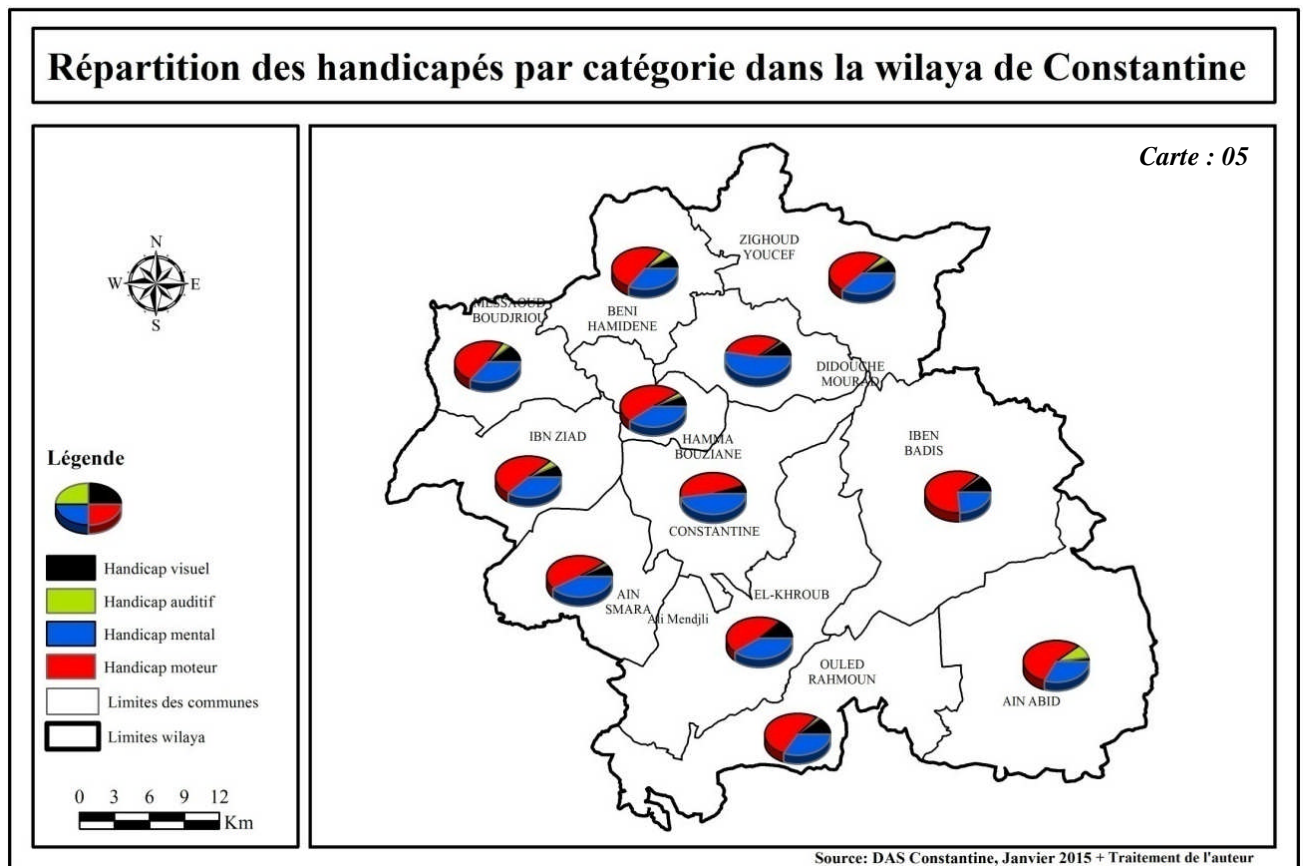 Répartition des handicapés par catégorie dans la wilaya de Constantine
Carte : 05
N
W
E
S
Légende
Handicap visuel
Handicap auditif
Handicap mental
Handicap moteur
Limites des communes
Limites wilaya
0 3 6 9 12
Km
ZIGHOUD
YOUCEF
BENI
HAMIDENE
MESSAOUD
BOUDJRIOU
DIDOUCHE
MOURAD
IBN ZIAD
HAMMA
BOUZIANE
IBEN
BADIS
CONSTANTINE
AIN
SMARA
EL-KHROUB
Ali Mendjli
OULED
RAHMOUN
AIN ABID
Source: DAS Constantine, Janvier 2015 + Traitement de l'auteur